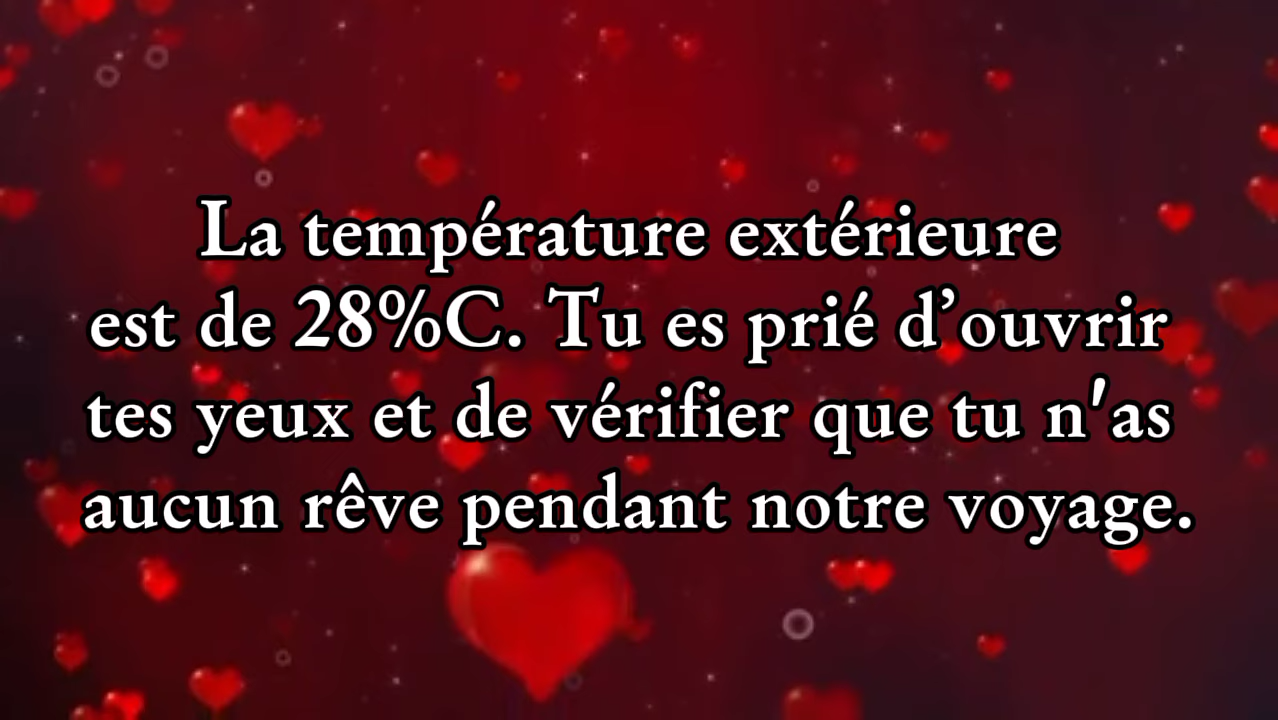 La température extérieure
est de 28%C. Tu es prié d’ouvrir
tes yeux et de vérifier que tu n'as
aucun rêve pendant notre voyage.